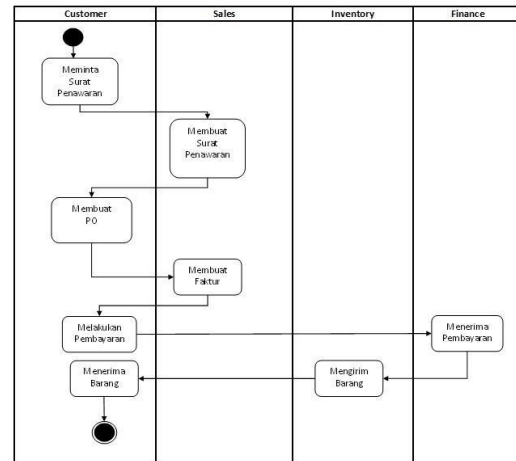 Customer
Sales
Inventory
Finance
Meminta
Surat
Penawaran
Membuat
Surat
Penawaran
Membuat
PO
Membuat
Faktur
Melakukan
Pembayaran
Menerima
Pembayaran
Menerima
Barang
Mengirim
Barang